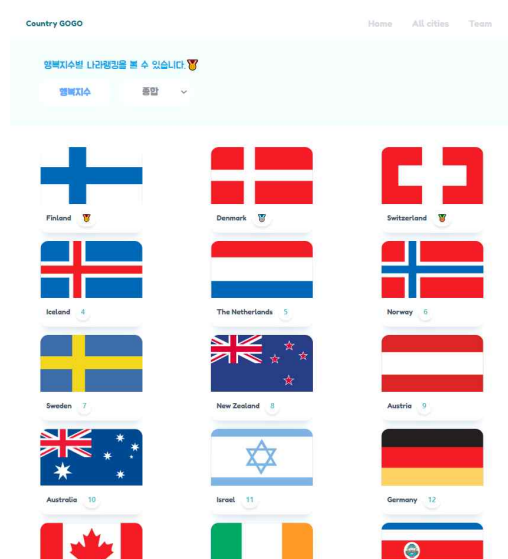 Country GOGO
Home All cities Team
행복지수별 나라랭킹을 볼 수 있습니다.
행복지수 종합
Finland
Denmark
Switzerland
Iceland 4
The Netherlands 5
Norway 6
Sweden 7
New Zealand 8
Austria 9
Australia 10
Israel 11
Germany 12